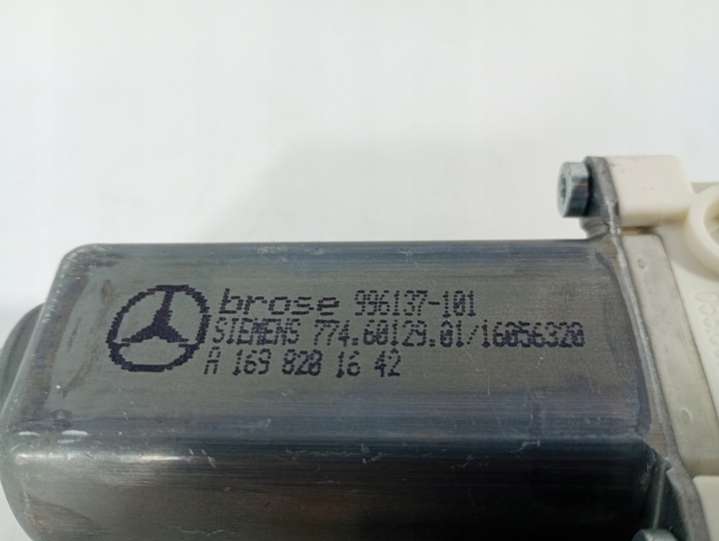 brose 996137-101
SIEMENS 774.60129.01/16056320
A 169 820 16 42